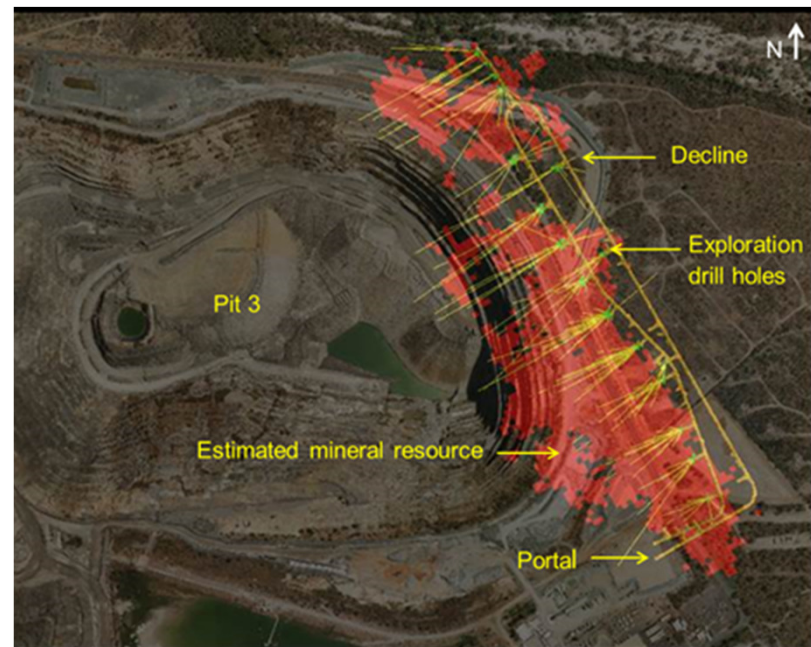 N
Decline
Exploration
drill holes
Pit 3
Estimated mineral resource
Portal